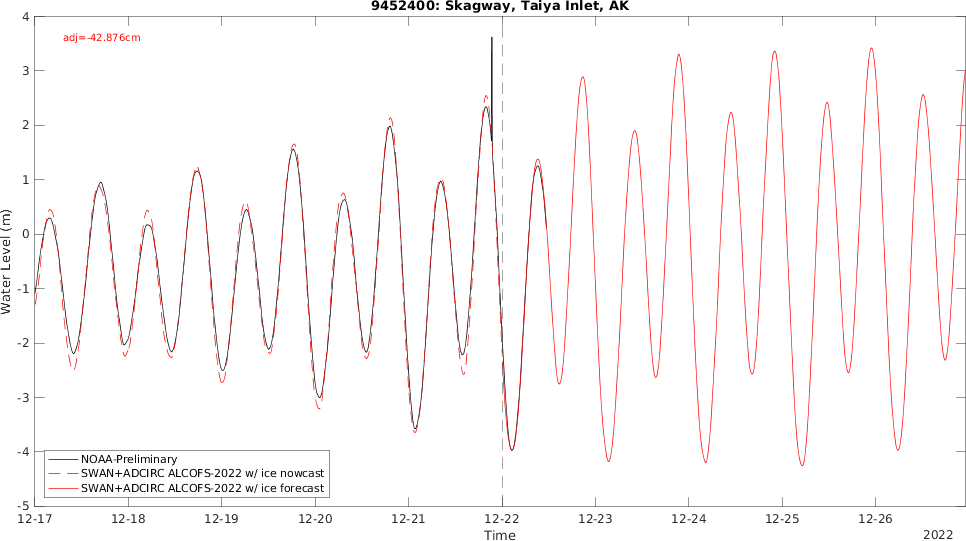 9452400: Skagway, Taiya Inlet, AK
adj=-42.876cm
4
3
2
1
0
-1
-2
-3
-4
-5
Water Level (m)
NOAA-Preliminary
SWAN+ADCIRC ALCOFS-2022 w/ ice nowcast
SWAN+ADCIRC ALCOFS-2022 w/ ice forecast
12-17 12-18 12-19 12-20 12-21 12-22 12-23 12-24 12-25 12-26
Time
2022